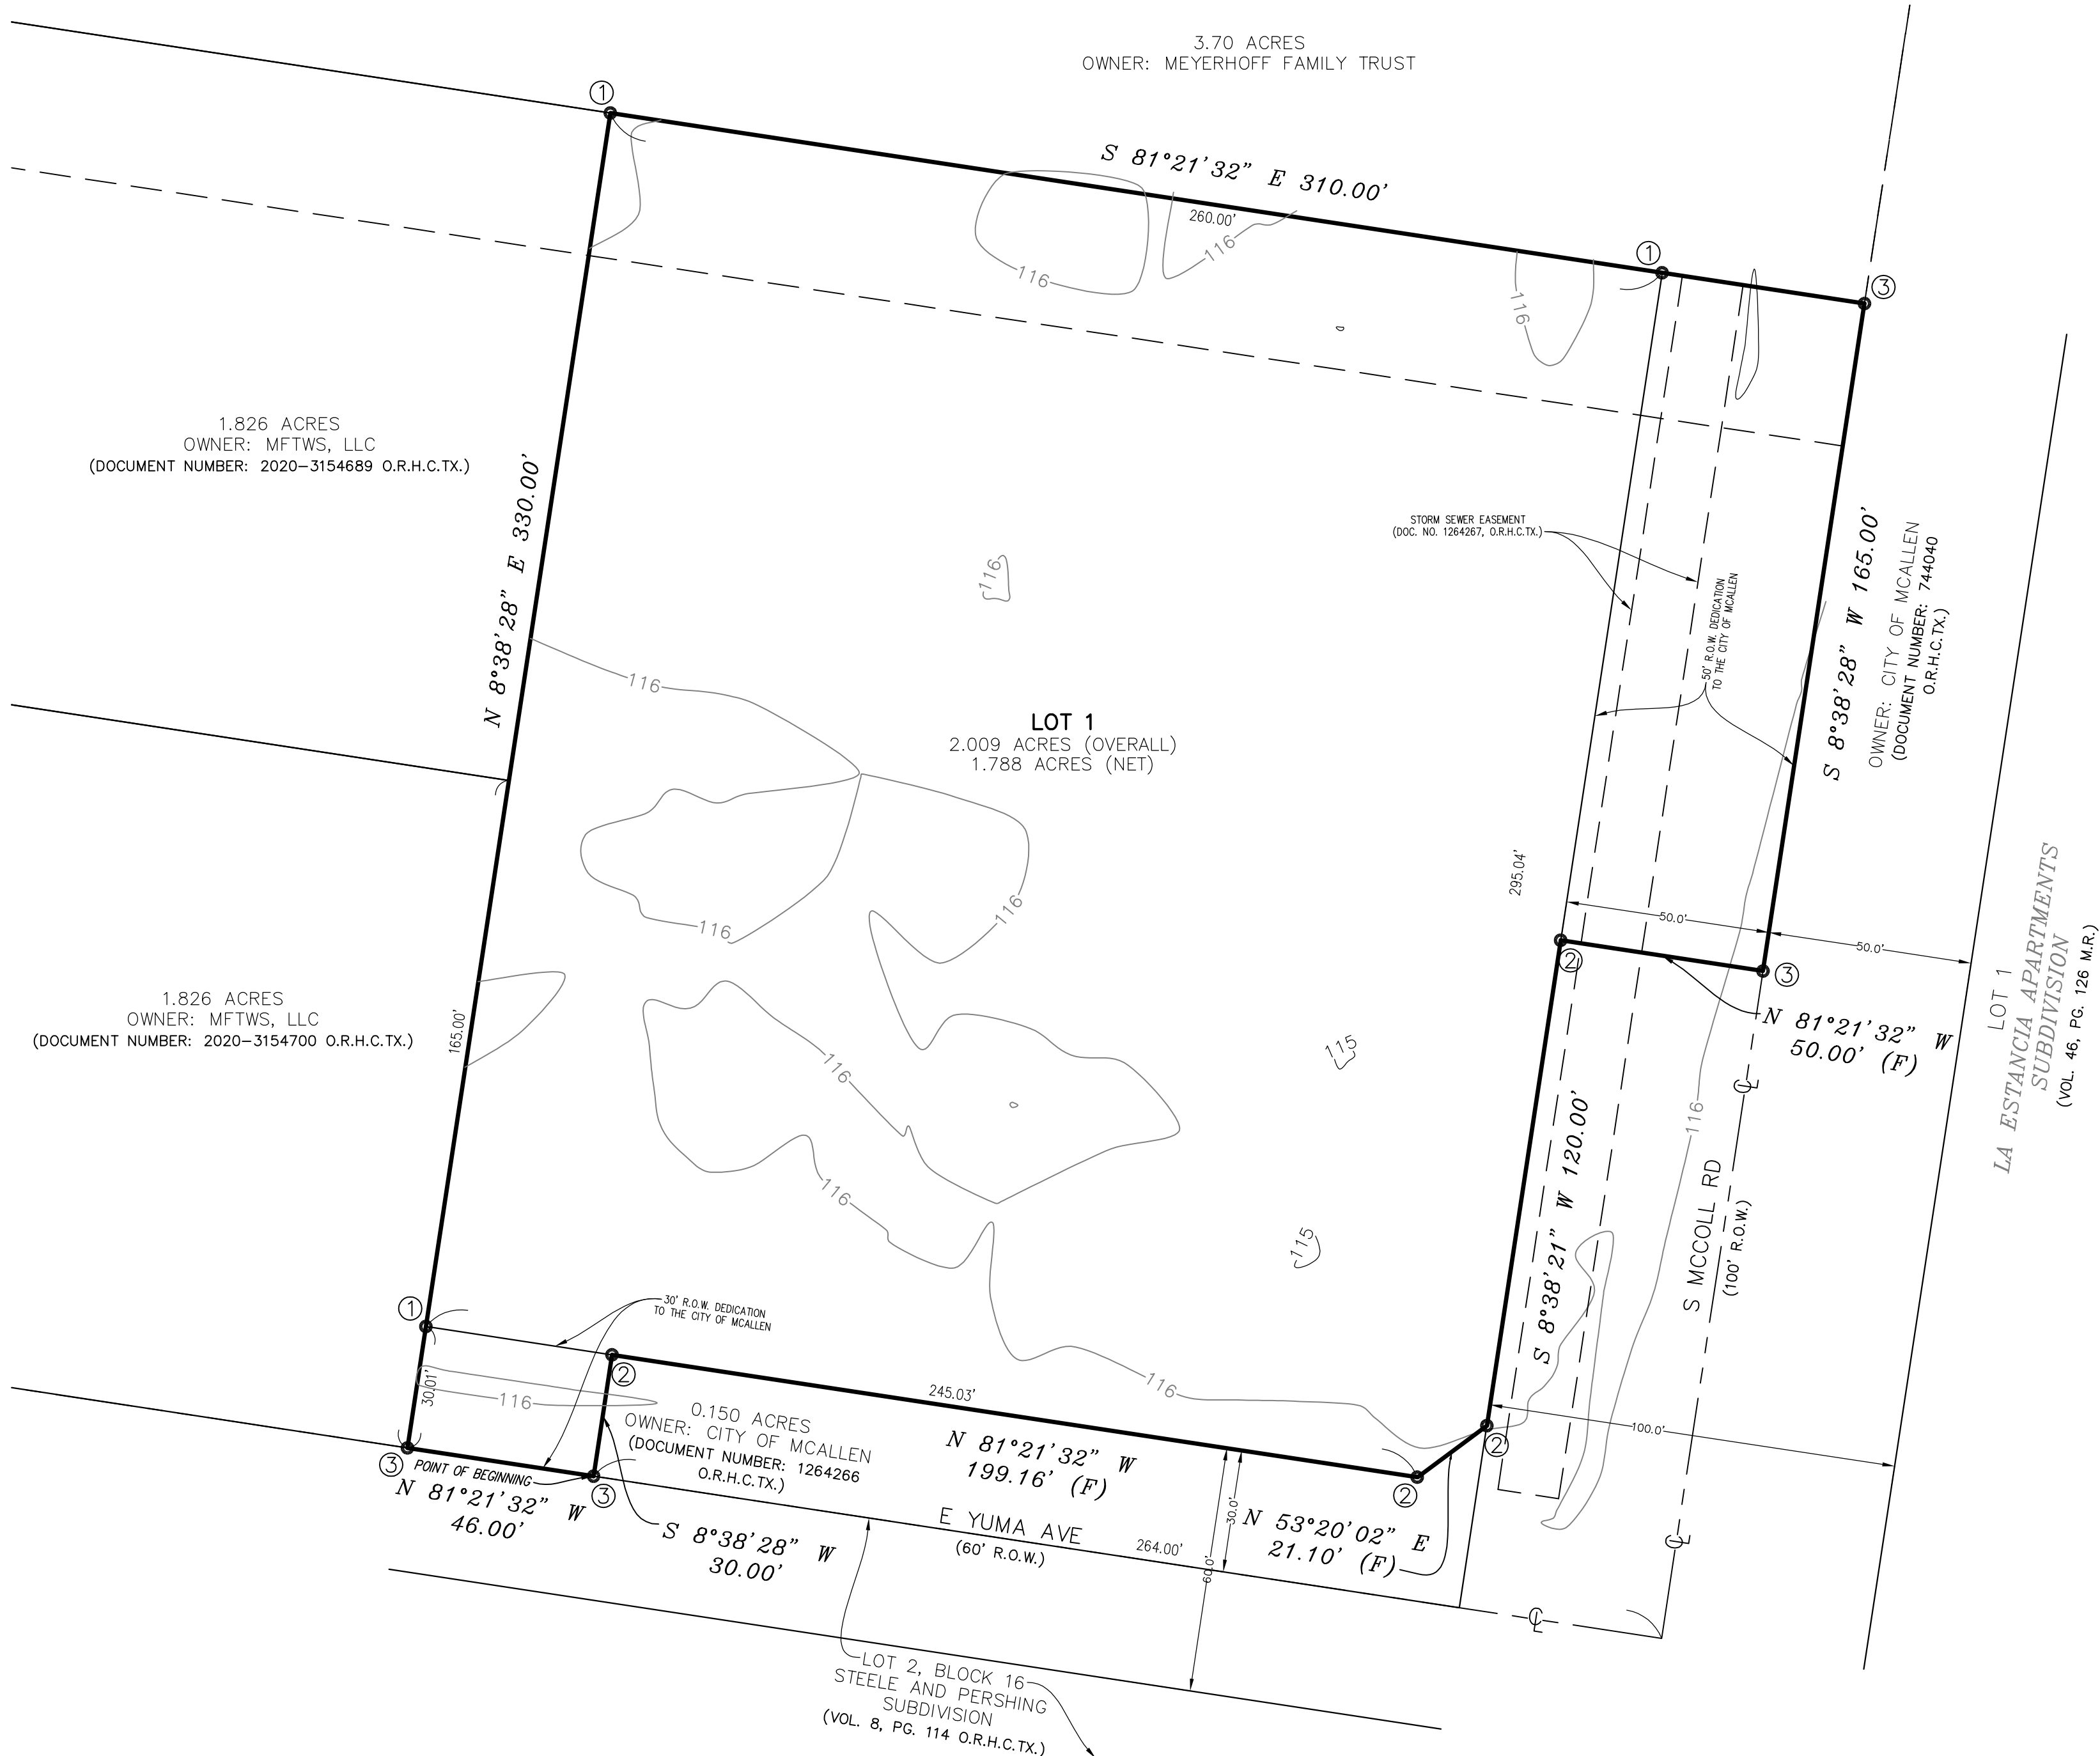 3.70 ACRES
OWNER: MEYERHOFF FAMILY TRUST
①
S 81°21'32" E 310.00'
260.00'
116
116
116
①
③
1.826 ACRES
OWNER: MFTWS, LLC
(DOCUMENT NUMBER: 2020-3154689 O.R.H.C.TX.)
N 8°38'28" E 330.00'
STORM SEWER EASEMENT
(DOC. NO. 1264267, O.R.H.C.TX.)
50' R.O.W. DEDICATION
TO THE CITY OF MCALLEN
S 8°38'28" W 165.00'
OWNER: CITY OF MCALLEN
(DOCUMENT NUMBER: 744040
O.R.H.C.TX.)
116
116
LOT 1
2.009 ACRES (OVERALL)
1.788 ACRES (NET)
295.04'
116
116
50.0'
50.0'
②
③
N 81°21'32" W
50.00' (F)
LOT 1
LA ESTANCIA APARTMENTS
SUBDIVISION
(VOL. 46, PG. 126 M.R.)
1.826 ACRES
OWNER: MFTWS, LLC
(DOCUMENT NUMBER: 2020-3154700 O.R.H.C.TX.)
165.00'
116
115
116
℄
116
115
S 8°38'21" W 120.00'
S MCCOLL RD
(100' R.O.W.)
①
30' R.O.W. DEDICATION
TO THE CITY OF MCALLEN
②
30.01'
116
116
245.03'
100.0'
②
②
0.150 ACRES
OWNER: CITY OF MCALLEN
(DOCUMENT NUMBER: 1264266
O.R.H.C.TX.)
N 81°21'32" W
199.16' (F)
③
POINT OF BEGINNING
③
N 81°21'32" W
46.00'
S 8°38'28" W
30.00'
E YUMA AVE
(60' R.O.W.)
264.00'
30.0'
60.0'
N 53°20'02" E
21.10' (F)
℄
℄
LOT 2, BLOCK 16
STEELE AND PERSHING
SUBDIVISION
(VOL. 8, PG. 114 O.R.H.C.TX.)